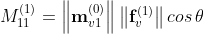 $M_{11}^{(1)} = \left\| \mathbf{m}_{v1}^{(0)} \right\| \left\| \mathbf{f}_{v}^{(1)} \right\| cos\,\theta$